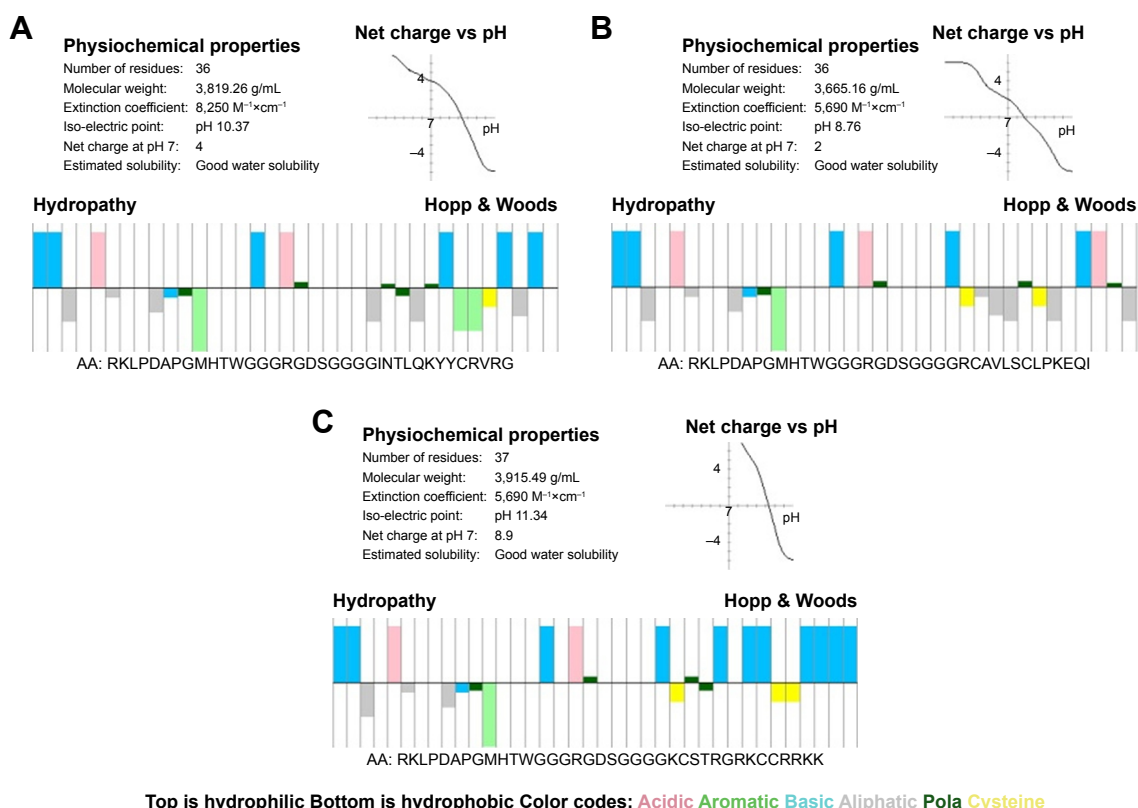 A
Physiochemical properties
Number of residues: 36
Molecular weight: 3,819.26 g/mL
Extinction coefficient: 8,250 M⁻¹×cm⁻¹
Iso-electric point: pH 10.37
Net charge at pH 7: 4
Estimated solubility: Good water solubility
Net charge vs pH
4
7
pH
–4
Hydropathy
Hopp & Woods
AA: RKLPDAPGMHTWGGGRGDSGGGGINTLQKYYCRVRG
B
Physiochemical properties
Number of residues: 36
Molecular weight: 3,665.16 g/mL
Extinction coefficient: 5,690 M⁻¹×cm⁻¹
Iso-electric point: pH 8.76
Net charge at pH 7: 2
Estimated solubility: Good water solubility
Net charge vs pH
4
7
pH
–4
Hydropathy
Hopp & Woods
AA: RKLPDAPGMHTWGGGRGDSGGGGRCAVLSCLPKEQI
C
Physiochemical properties
Number of residues: 37
Molecular weight: 3,915.49 g/mL
Extinction coefficient: 5,690 M⁻¹×cm⁻¹
Iso-electric point: pH 11.34
Net charge at pH 7: 8.9
Estimated solubility: Good water solubility
Net charge vs pH
4
7
pH
–4
Hydropathy
Hopp & Woods
AA: RKLPDAPGMHTWGGGRGDSGGGGKCSTRGRKCCRRKK
Top is hydrophilic Bottom is hydrophobic Color codes: Acidic Aromatic Basic Aliphatic Pola Cysteine